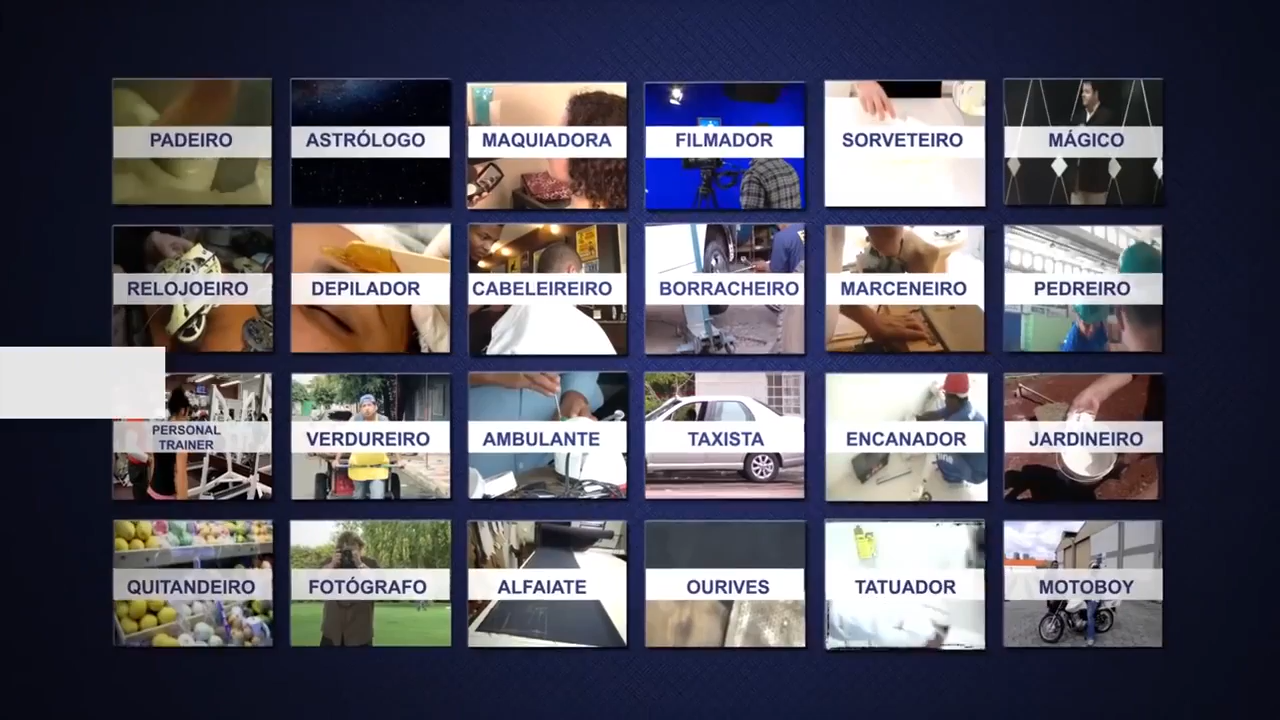 PADEIRO
ASTRÓLOGO
MAQUIADORA
FILMADOR
SORVETEIRO
MÁGICO
RELOJOEIRO
DEPILADOR
CABELEIREIRO
BORRACHEIRO
MARCENEIRO
PEDREIRO
PERSONAL
TRAINER
VERDUREIRO
AMBULANTE
TAXISTA
ENCANADOR
JARDINEIRO
QUITANDEIRO
FOTÓGRAFO
ALFAIATE
OURIVES
TATUADOR
MOTOBOY